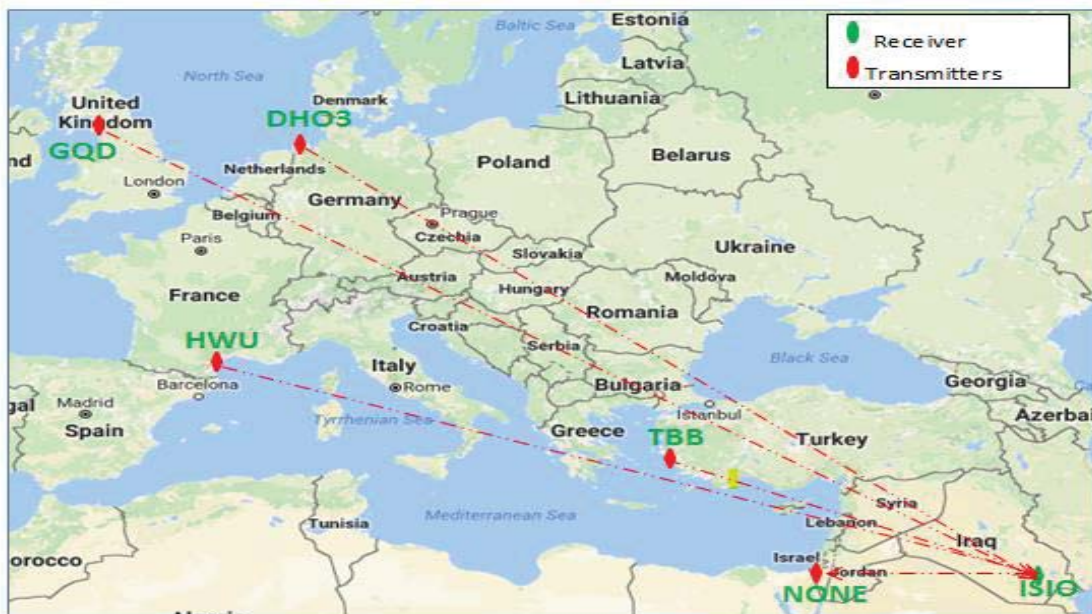 Estonia
Baltic Sea
Receiver
Transmitters
Latvia
North Sea
Denmark
Lithuania
United
Kingdom
DHO3
GQD
nd
Netherlands
Poland
Belarus
London
Belgium
Germany
Prague
Czechia
Paris
Slovakia
Ukraine
Austria
Hungary
Moldova
France
Romania
Croatia
HWU
Serbia
Italy
Black Sea
Barcelona
Rome
Bulgaria
Georgia
gal
Madrid
Spain
Tyrrhenian Sea
Istanbul
Azerbai
Greece
TBB
Turkey
Syria
Mediterranean Sea
Tunisia
Lebanon
Iraq
orocco
Israel
Jordan
NONE
ISIO